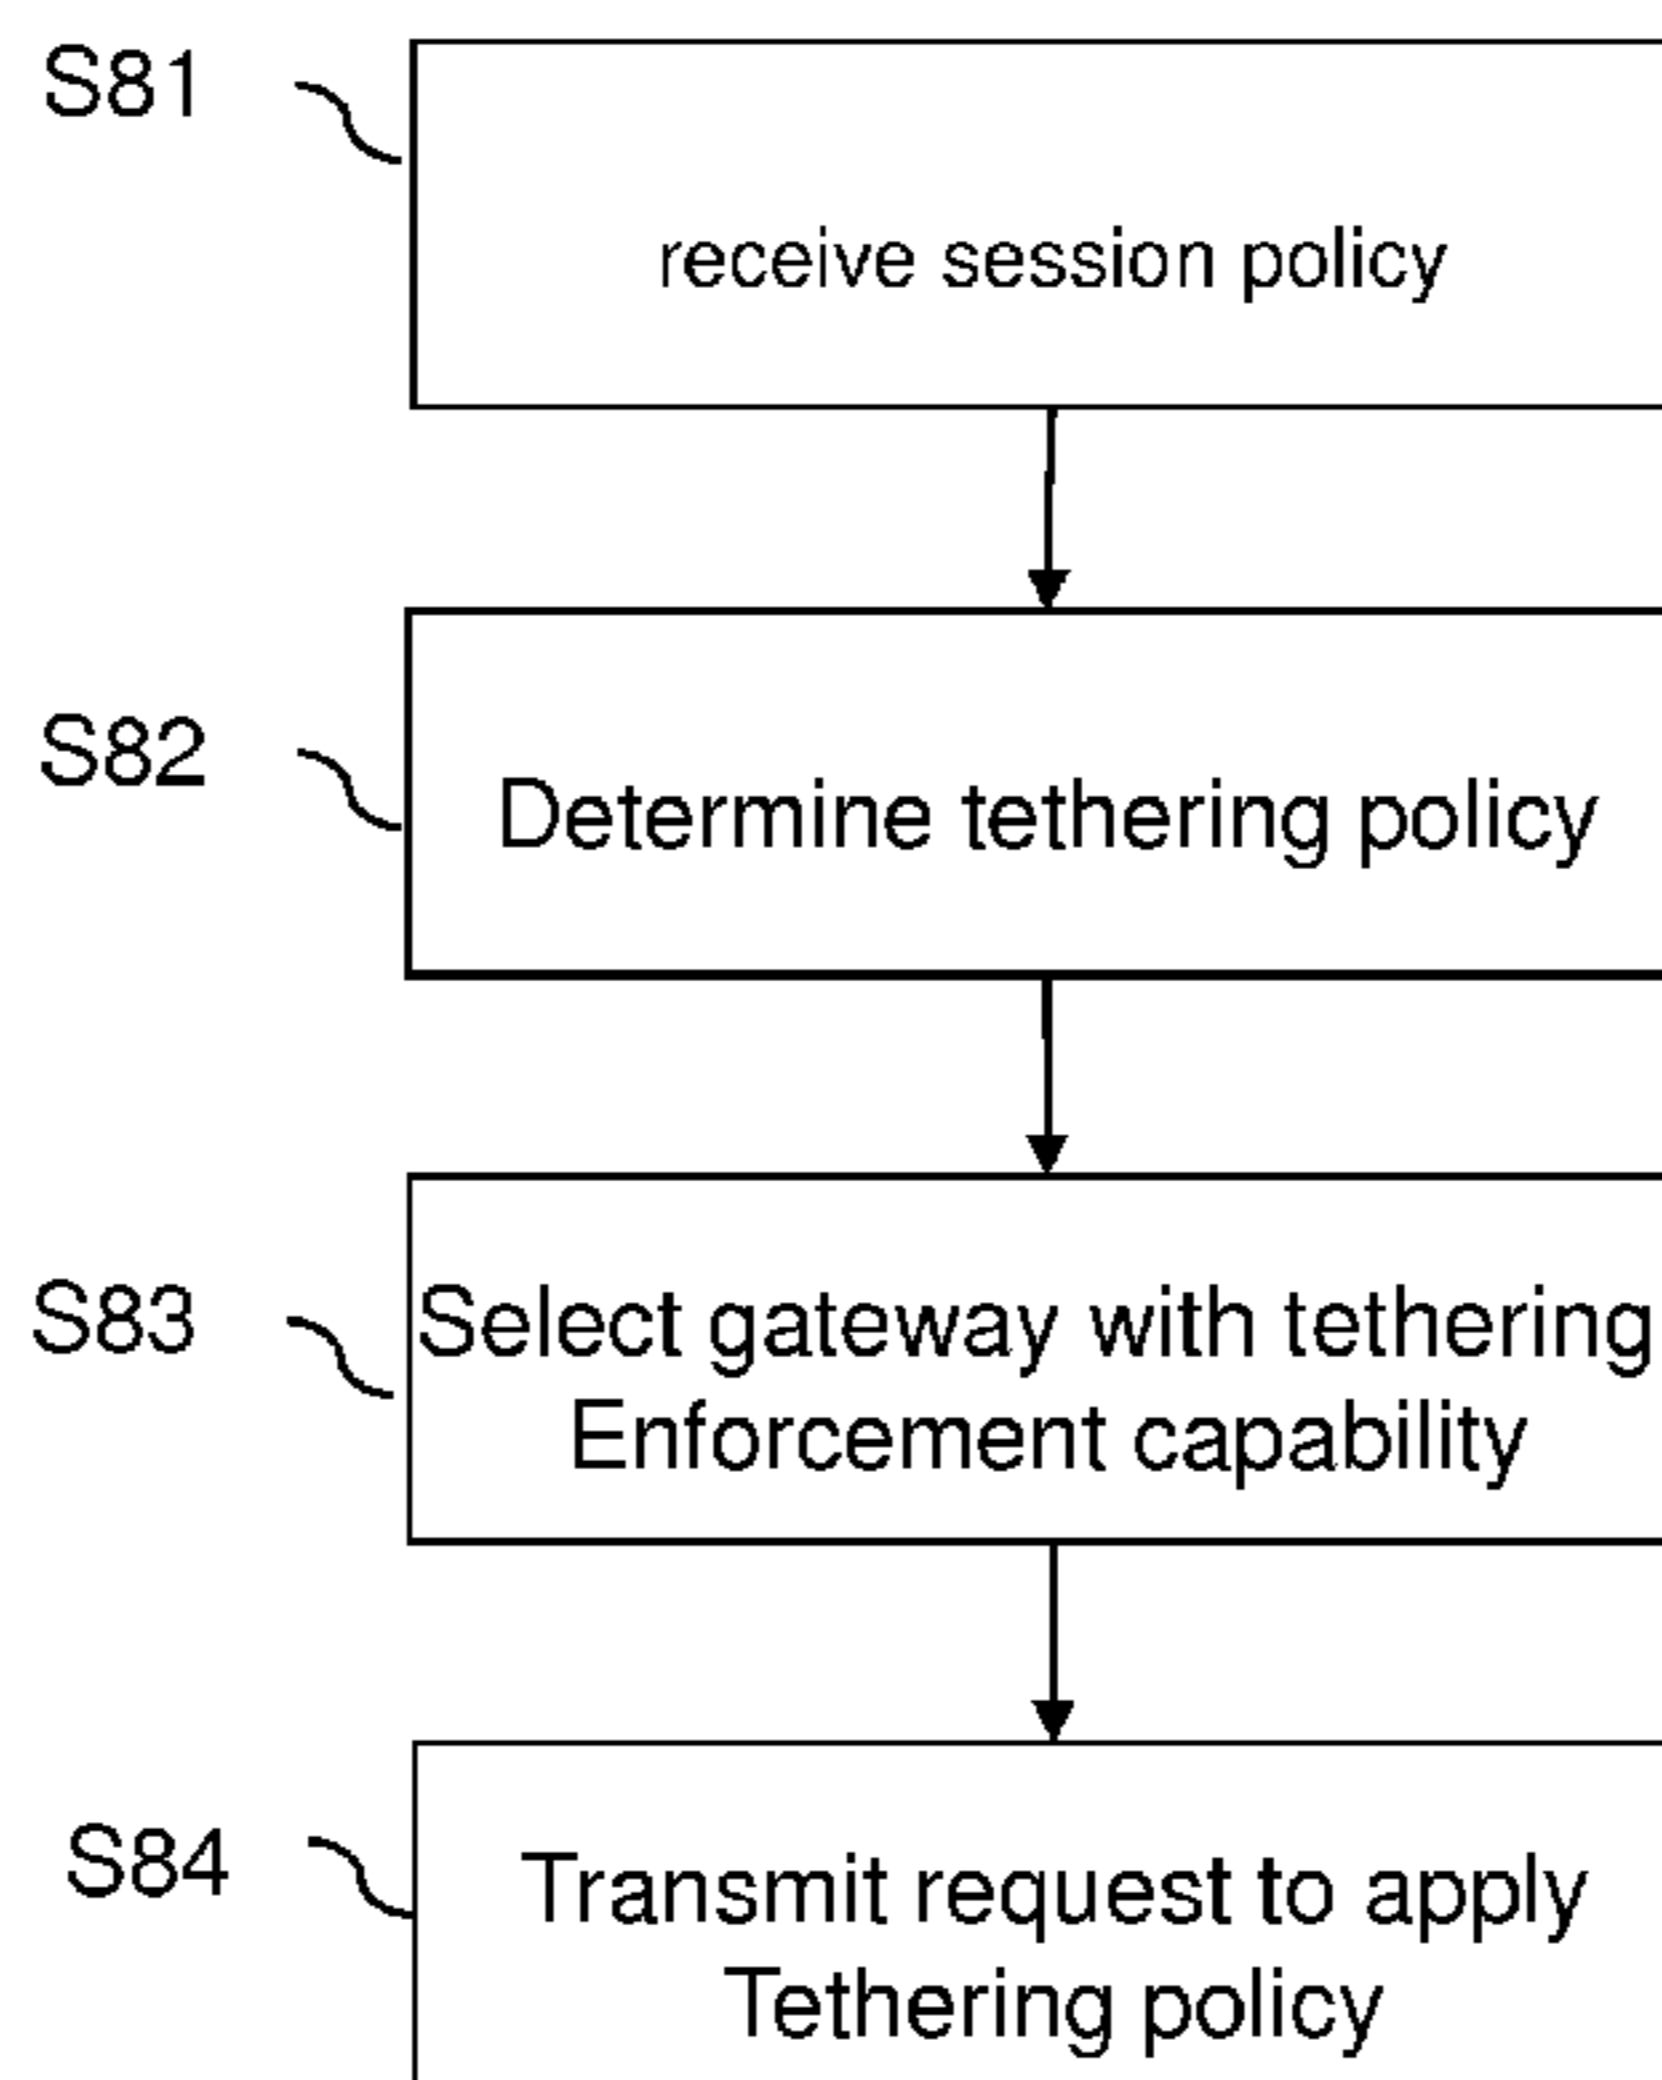 S81
receive session policy
S82
Determine tethering policy
S83
Select gateway with tethering
Enforcement capability
S84
Transmit request to apply
Tethering policy